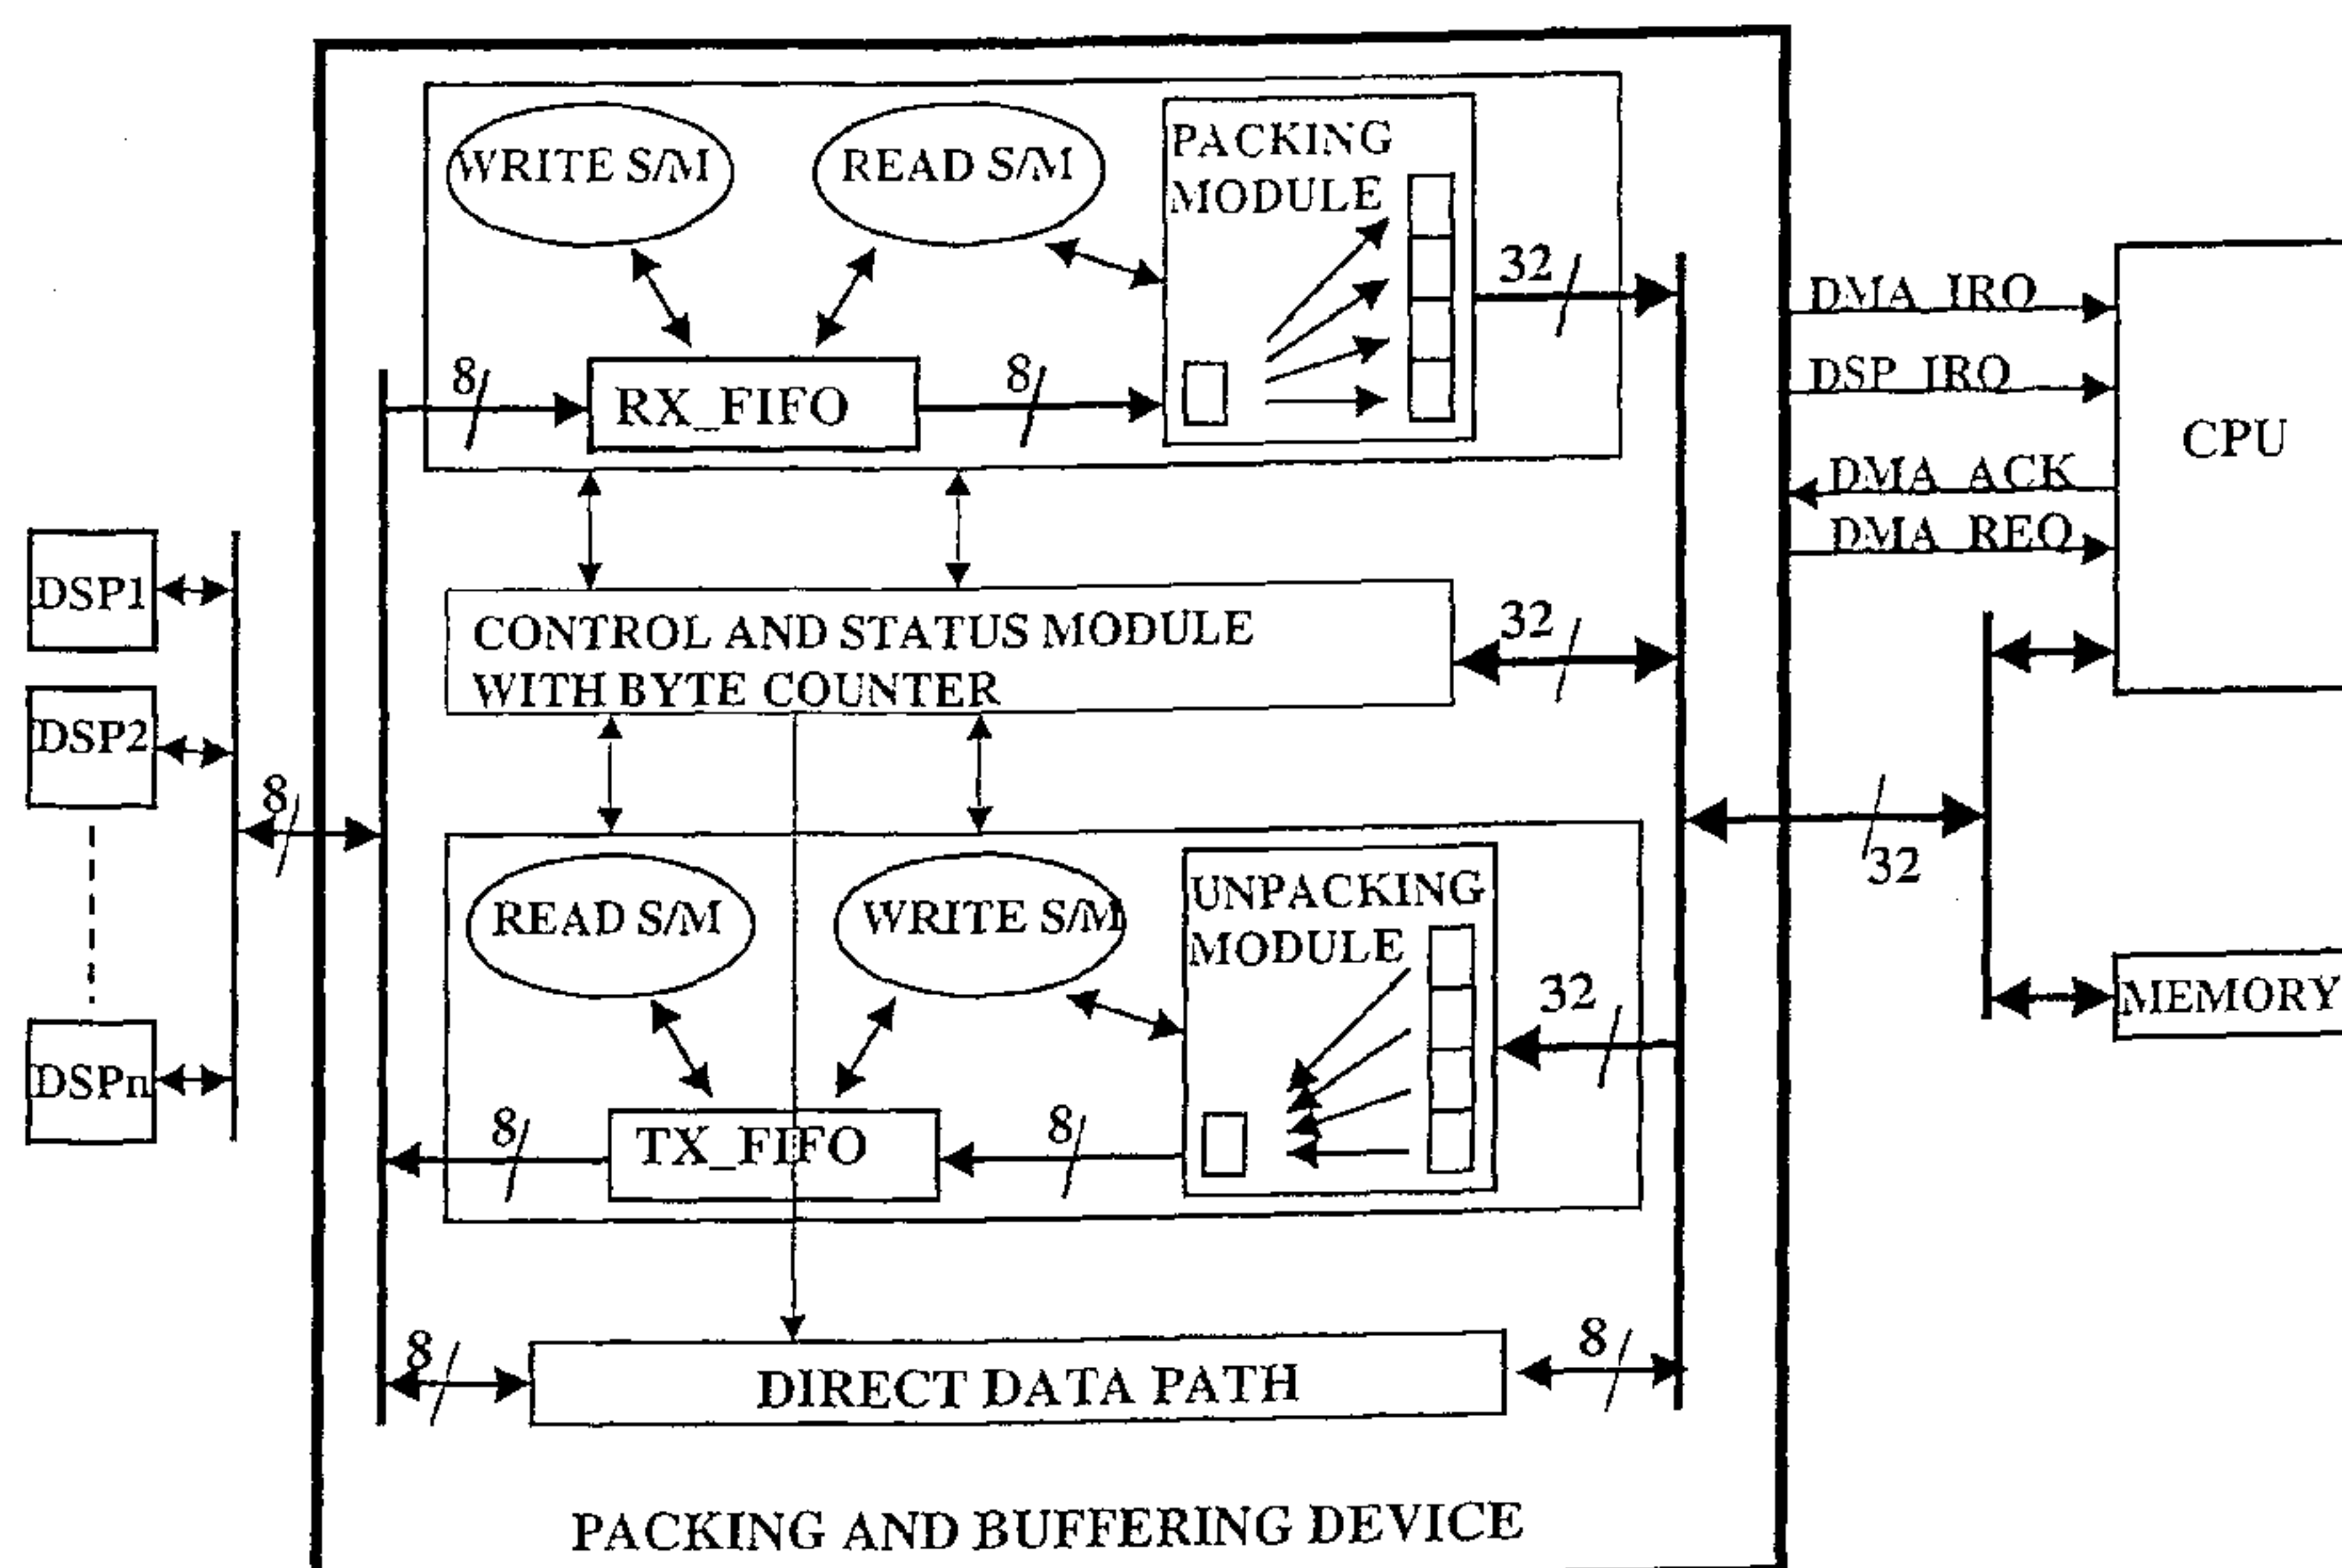 WRITE S/M
READ S/M
PACKING
MODULE
32
8
RX_FIFO
8
DMA_IRQ
DSP_IRQ
DMA_ACK
DMA_REQ
CPU
DSP1
DSP2
DSPn
8
CONTROL AND STATUS MODULE
WITH BYTE COUNTER
32
32
READ S/M
WRITE S/M
UNPACKING
MODULE
32
8
TX_FIFO
8
MEMORY
8
DIRECT DATA PATH
8
PACKING AND BUFFERING DEVICE